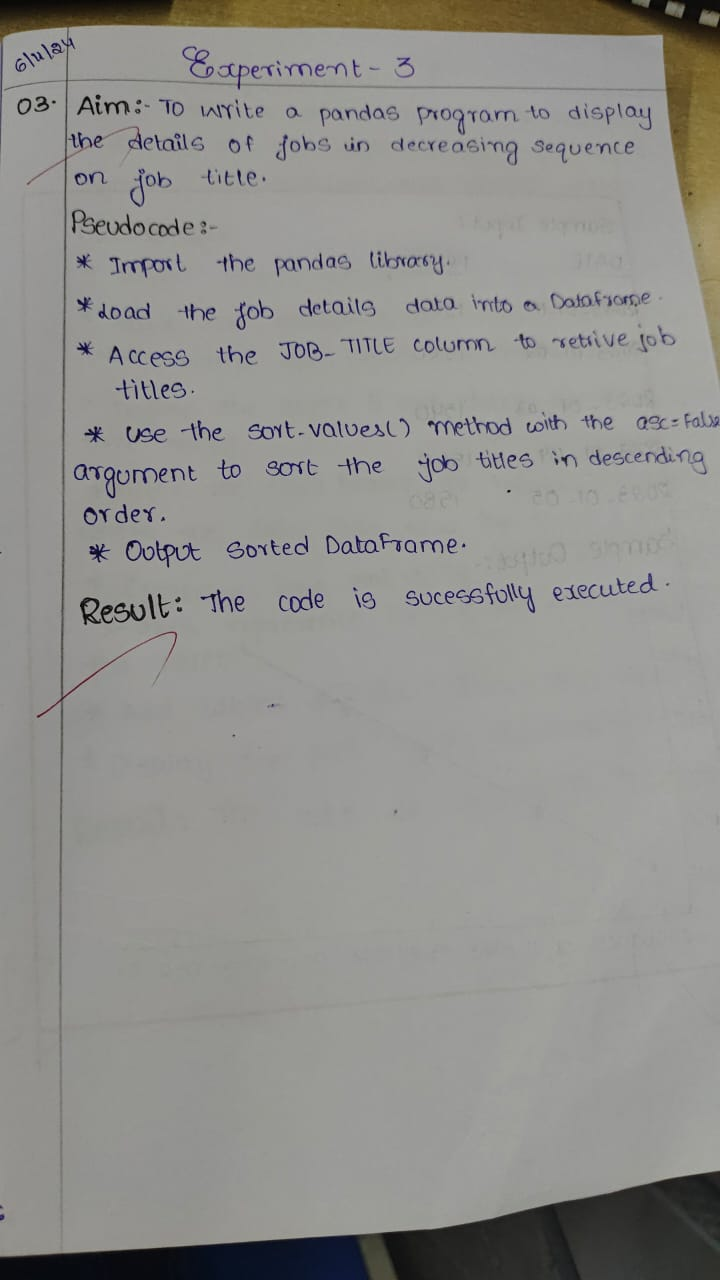 6/11/24
Experiment - 3
03. Aim:- To write a pandas program to display
the details of jobs in decreasing sequence
on job title.
Pseudocode:-
* Import the pandas library.
* Load the job details data into a Dataframe.
* Access the JOB_TITLE column to retrive job
titles.
* use the sort_values() method with the asc=False
argument to sort the job titles in descending
order.
* Output sorted DataFrame.
Result: The code is sucessfully executed.